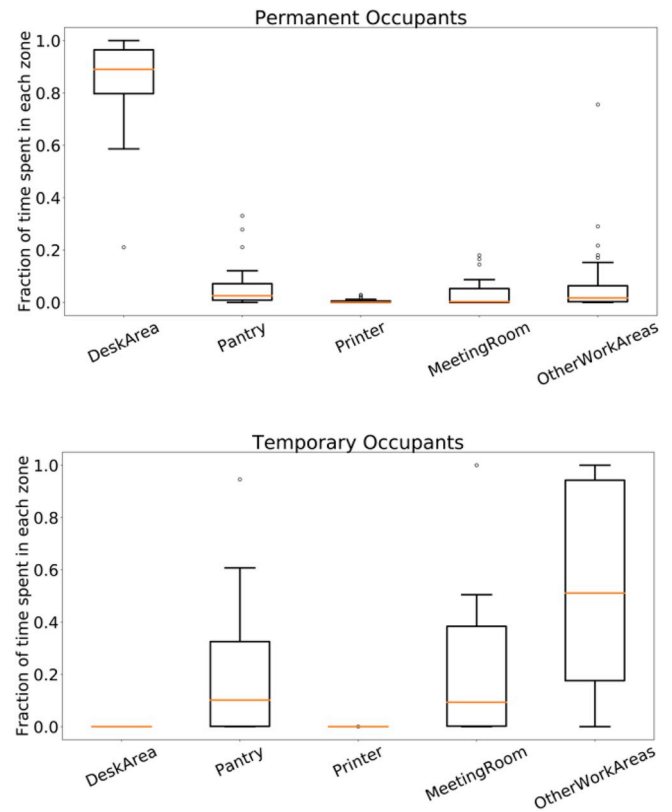 Permanent Occupants
Fraction of time spent in each zone
1.0
0.8
0.6
0.4
0.2
0.0
DeskArea
Pantry
Printer
MeetingRoom
OtherWorkAreas
Temporary Occupants
Fraction of time spent in each zone
1.0
0.8
0.6
0.4
0.2
0.0
DeskArea
Pantry
Printer
MeetingRoom
OtherWorkAreas